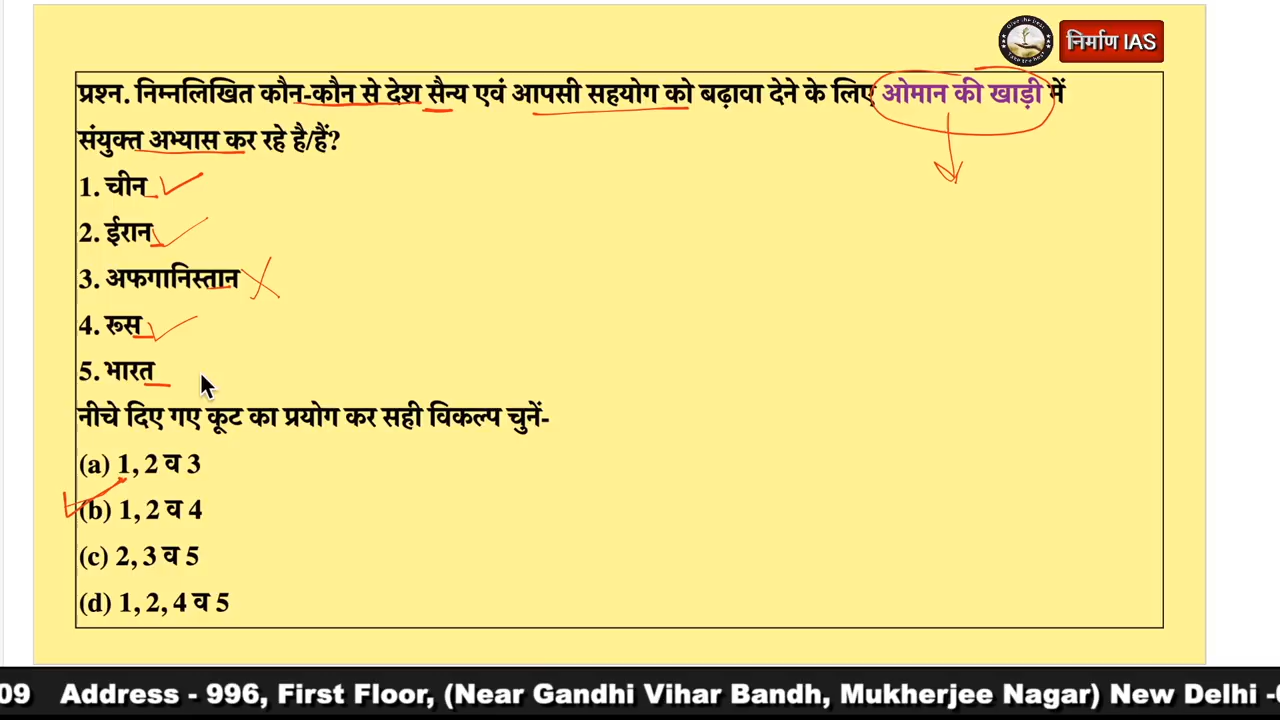 निर्माण IAS
प्रश्न. निम्नलिखित कौन-कौन से देश सैन्य एवं आपसी सहयोग को बढ़ावा देने के लिए ओमान की खाड़ी में
संयुक्त अभ्यास कर रहे है/हैं?
1. चीन
2. ईरान
3. अफगानिस्तान
4. रूस
5. भारत
नीचे दिए गए कूट का प्रयोग कर सही विकल्प चुनें-
(a) 1, 2 व 3
(b) 1, 2 व 4
(c) 2, 3 व 5
(d) 1, 2, 4 व 5
09 Address - 996, First Floor, (Near Gandhi Vihar Bandh, Mukherjee Nagar) New Delhi -